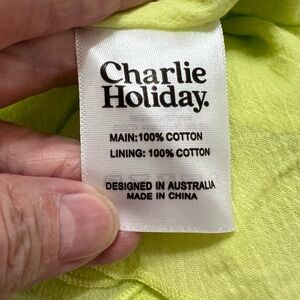 Charlie
Holiday.
MAIN:100% COTTON
LINING: 100% COTTON
DESIGNED IN AUSTRALIA
MADE IN CHINA